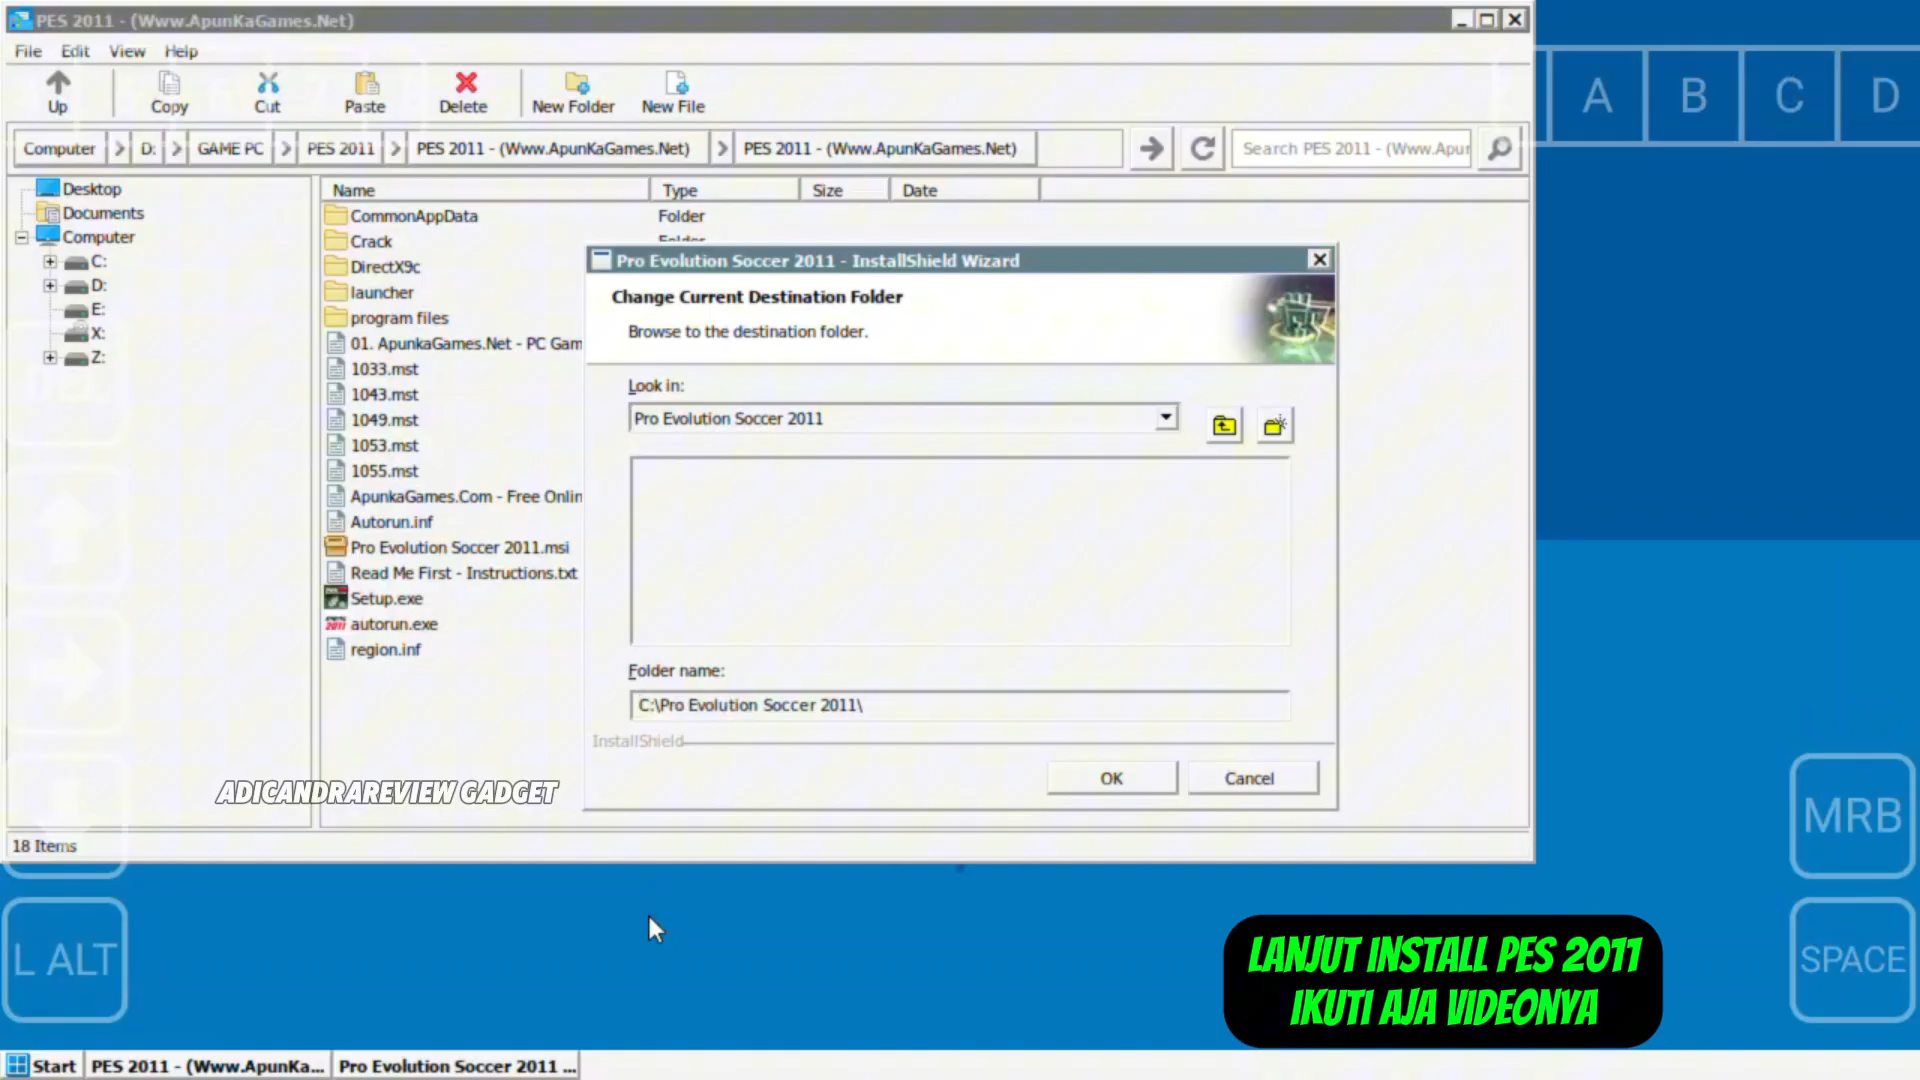 PES 2011 - (Www.ApunKaGames.Net)
File Edit View Help
Up Copy Cut Paste Delete New Folder New File
Computer D: GAME PC PES 2011 PES 2011 - (Www.ApunKaGames.Net) PES 2011 - (Www.ApunKaGames.Net) Search PES 2011 - (Www.Apur
A B C D
Desktop
Documents
Computer
C:
D:
E:
X:
Z:
Name Type Size Date
CommonAppData Folder
Crack Folder
DirectX9c
launcher
program files
01. ApunkaGames.Net - PC Gam
1033.mst
1043.mst
1049.mst
1053.mst
1055.mst
ApunkaGames.Com - Free Onlin
Autorun.inf
Pro Evolution Soccer 2011.msi
Read Me First - Instructions.txt
Setup.exe
autorun.exe
region.inf
Pro Evolution Soccer 2011 - InstallShield Wizard
Change Current Destination Folder
Browse to the destination folder.
Look in:
Pro Evolution Soccer 2011
Folder name:
C:\Pro Evolution Soccer 2011\
InstallShield
OK Cancel
ADICANDRAREVIEW GADGET
18 Items
MRB
L ALT
SPACE
LANJUT INSTALL PES 2011
IKUTI AJA VIDEONYA
Start PES 2011 - (Www.ApunKa... Pro Evolution Soccer 2011 ...